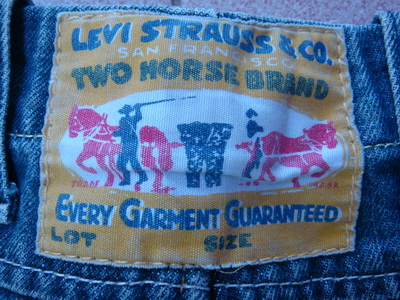 LEVI STRAUSS & CO.
SAN FRANCISCO
TWO HORSE BRAND
EVERY GARMENT GUARANTEED
LOT SIZE